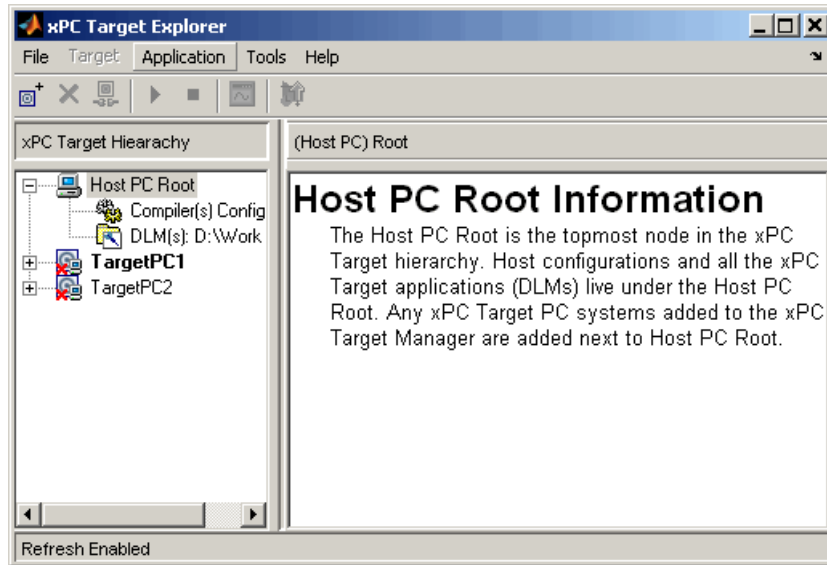 xPC Target Explorer
File Target Application Tools Help
xPC Target Hiearachy
(Host PC) Root
Host PC Root
Compiler(s) Config
DLM(s): D:\Work
TargetPC1
TargetPC2
Host PC Root Information
The Host PC Root is the topmost node in the xPC
Target hierarchy. Host configurations and all the xPC
Target applications (DLMs) live under the Host PC
Root. Any xPC Target PC systems added to the xPC
Target Manager are added next to Host PC Root.
Refresh Enabled